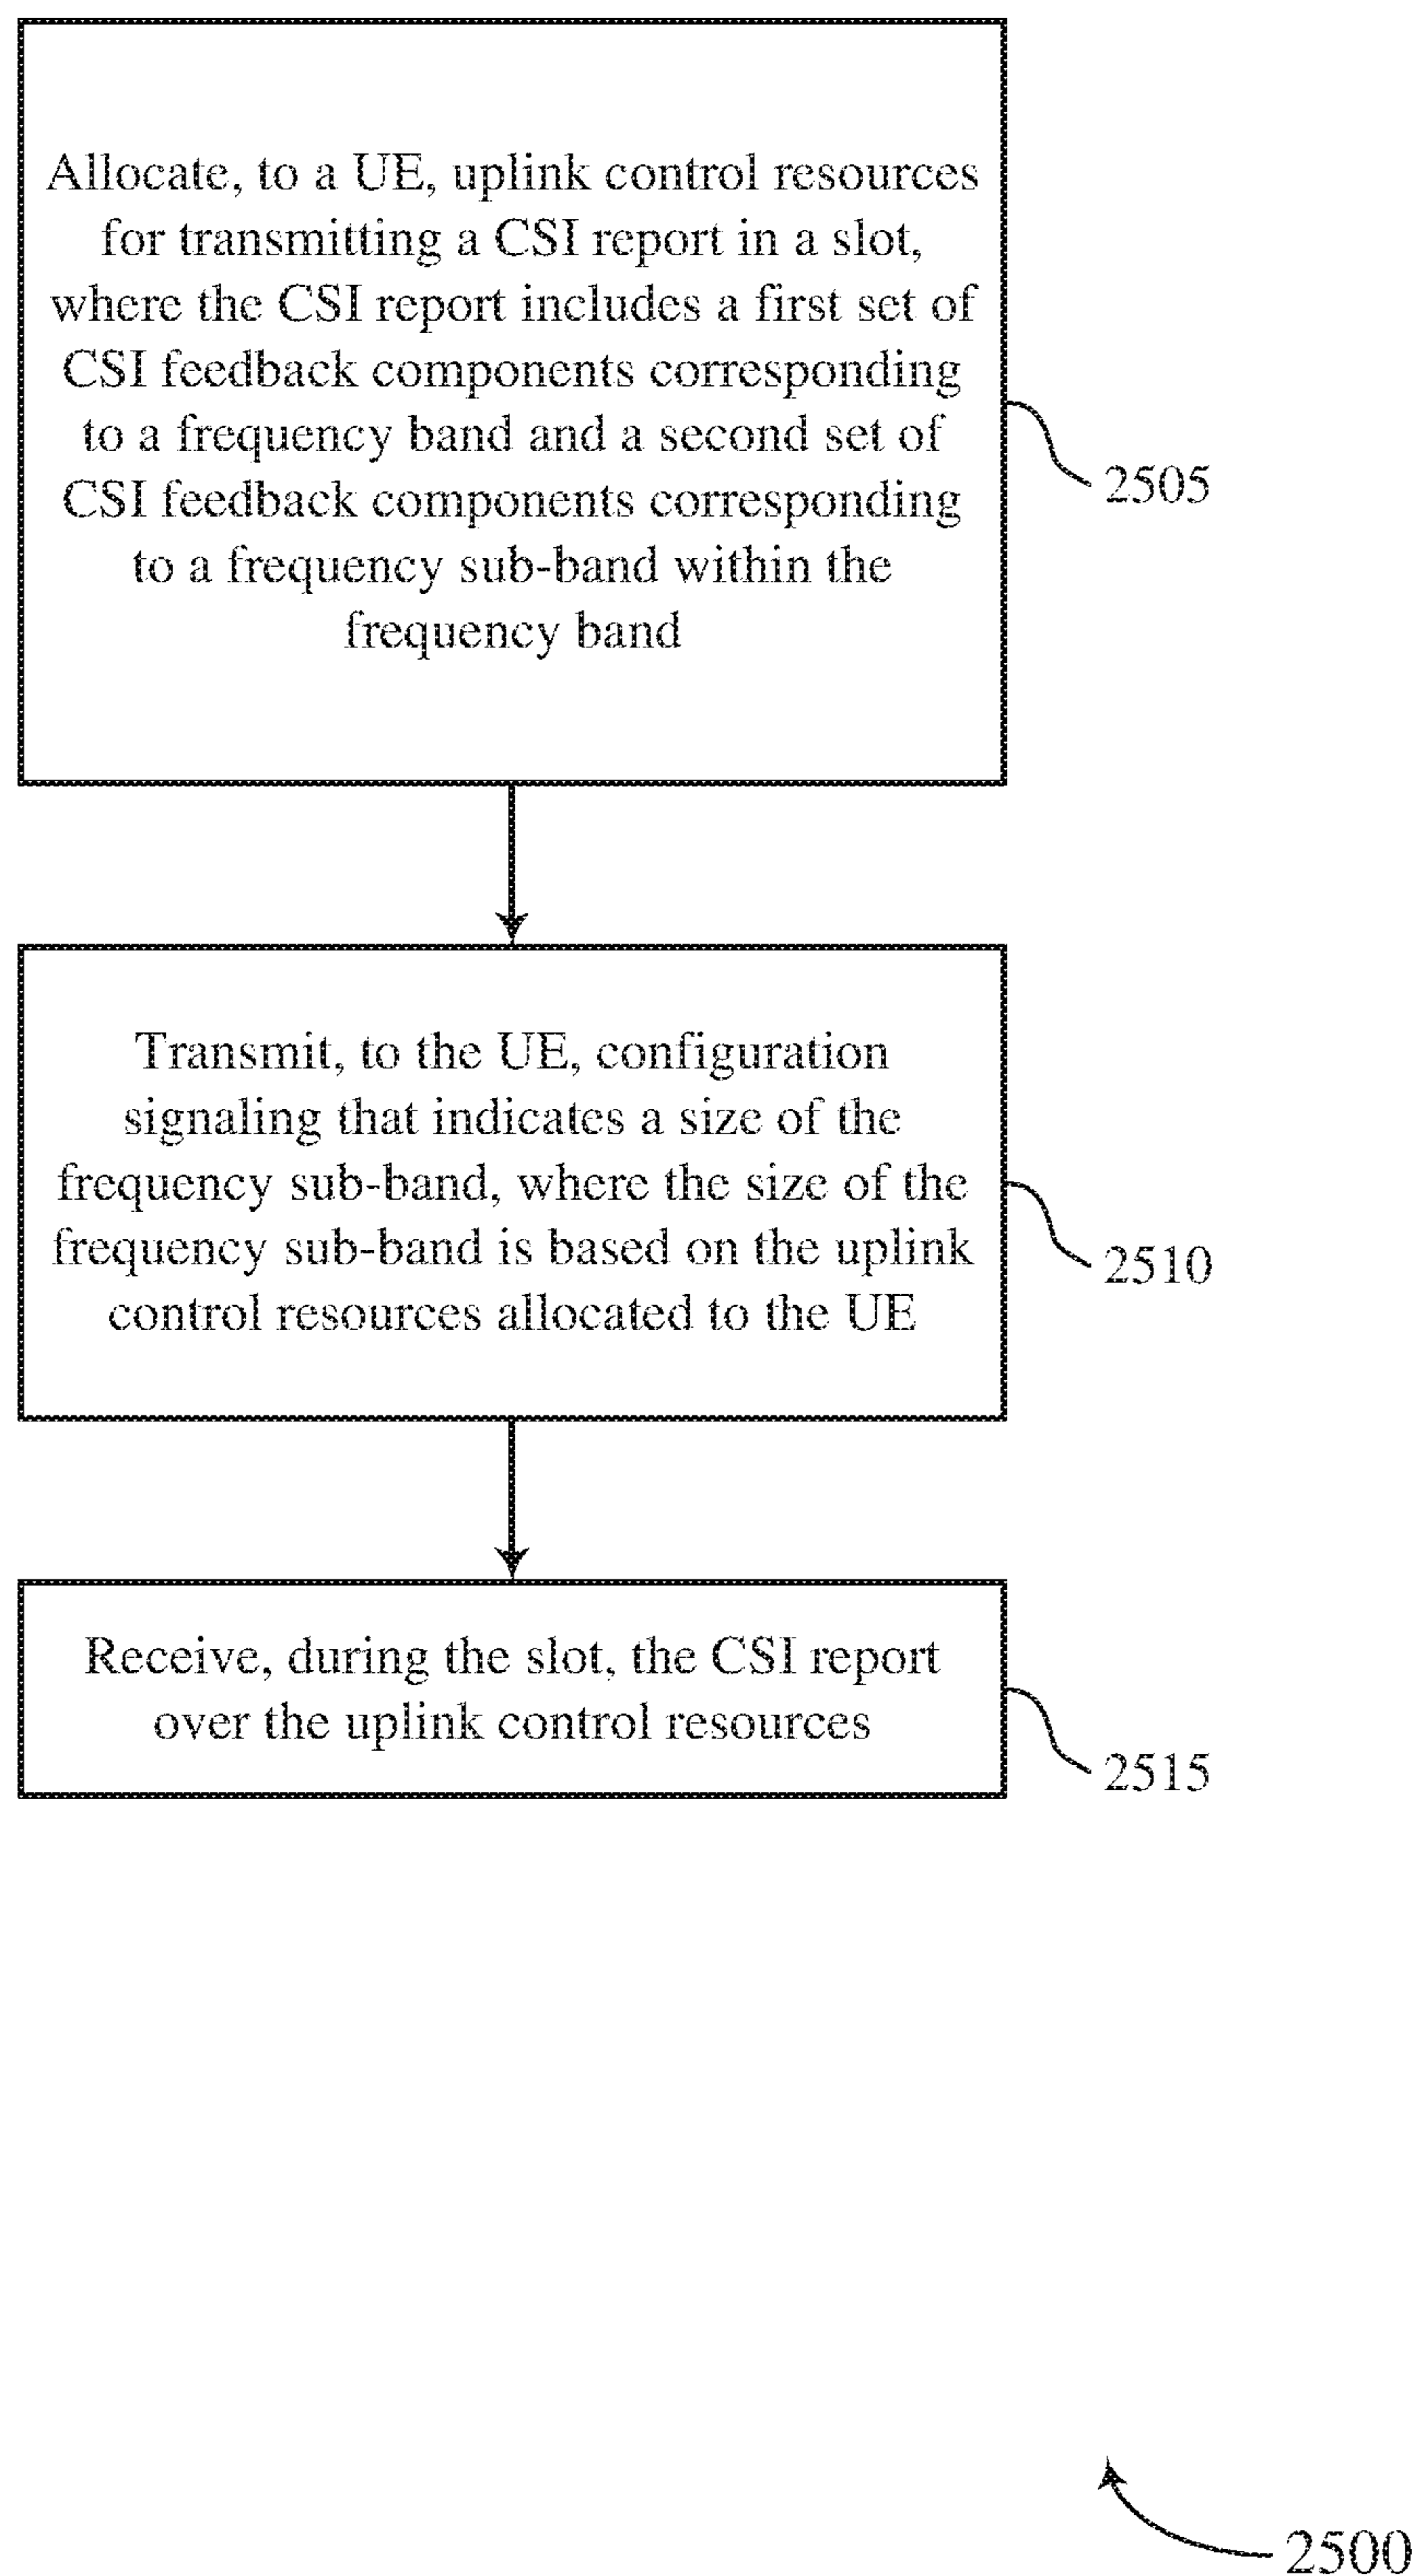 Allocate, to a UE, uplink control resources
for transmitting a CSI report in a slot,
where the CSI report includes a first set of
CSI feedback components corresponding
to a frequency band and a second set of
CSI feedback components corresponding
to a frequency sub-band within the
frequency band
2505
Transmit, to the UE, configuration
signaling that indicates a size of the
frequency sub-band, where the size of the
frequency sub-band is based on the uplink
control resources allocated to the UE
2510
Receive, during the slot, the CSI report
over the uplink control resources
2515
2500